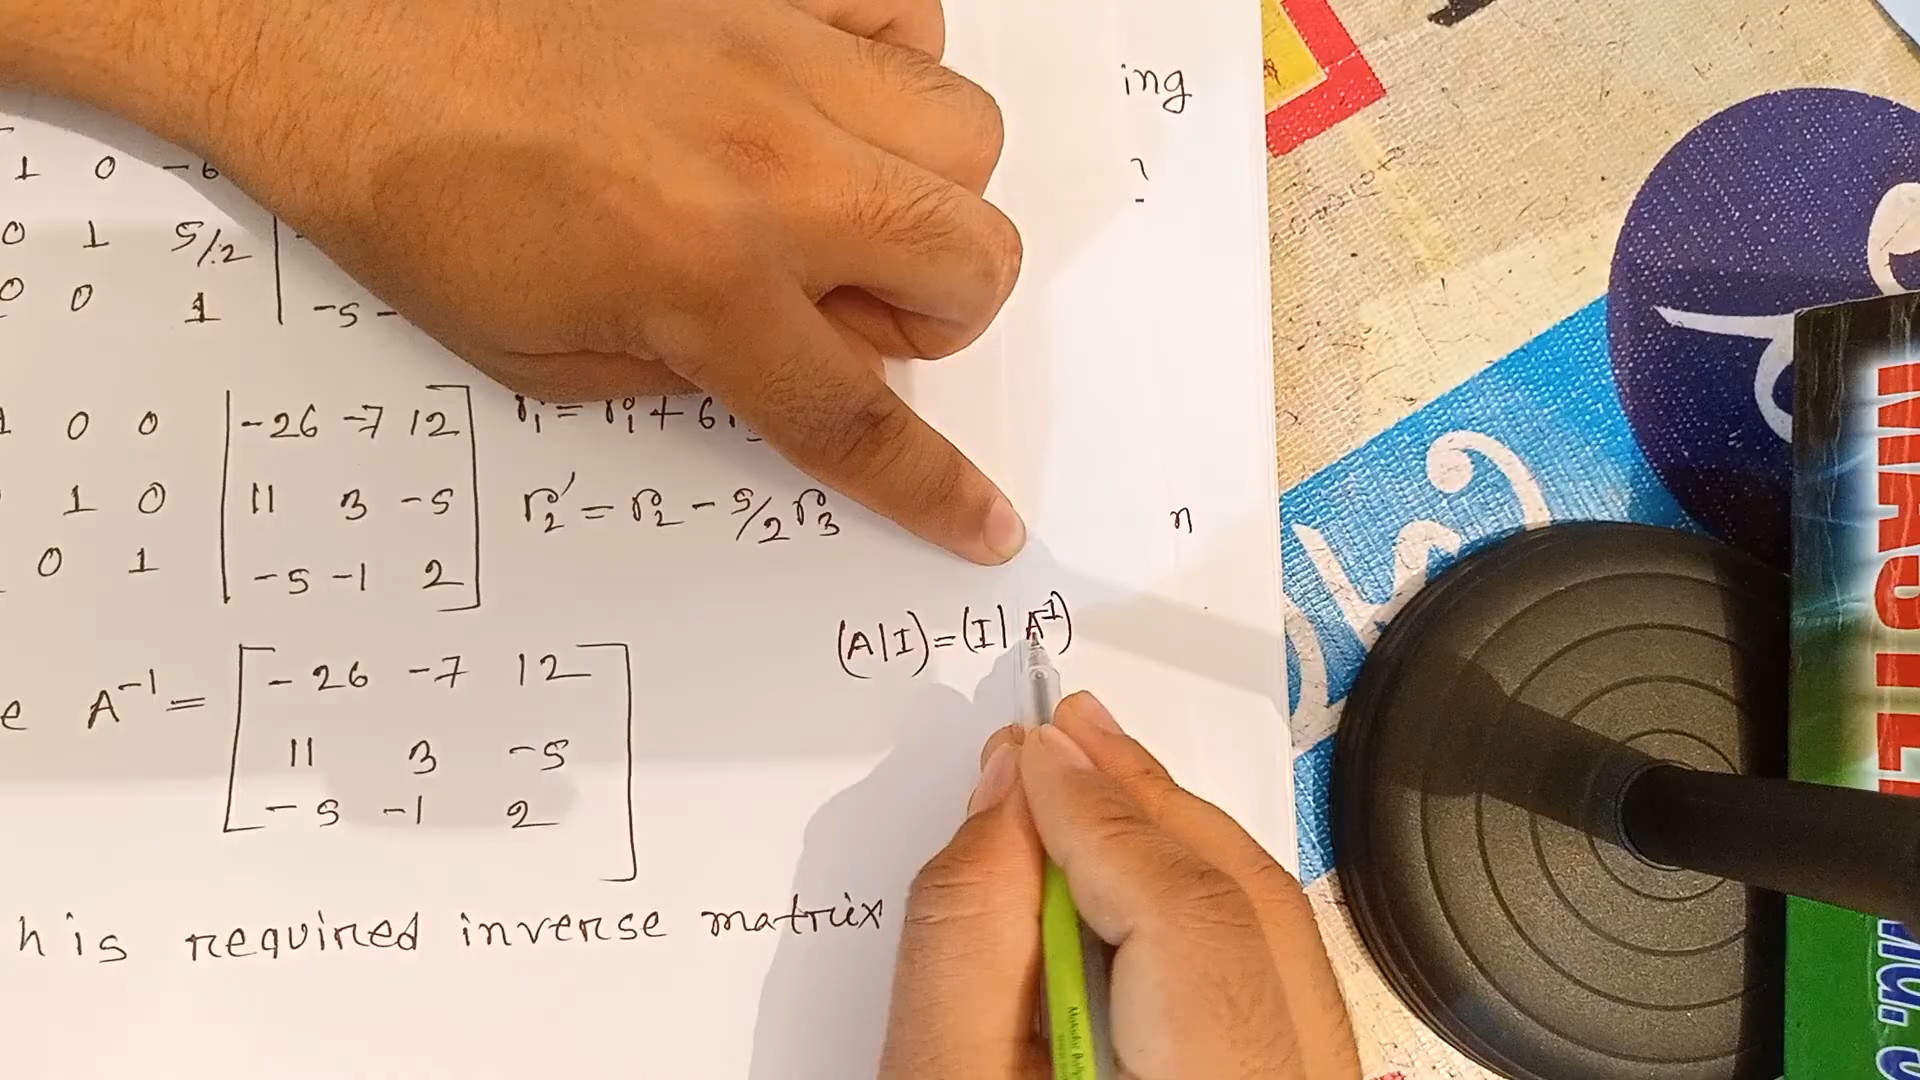 ing
1 0 -6
0 1 5/2
0 0 1 | -5 -
1 0 0 | -26 -7 12 r₁' = r₁ + 6r₃
1 0 | 11 3 -5 r₂' = r₂ - 5/2 r₃
0 1 | -5 -1 2
n
(A|I) = (I|A⁻¹)
e A⁻¹ = -26 -7 12
11 3 -5
-5 -1 2
his required inverse matrix